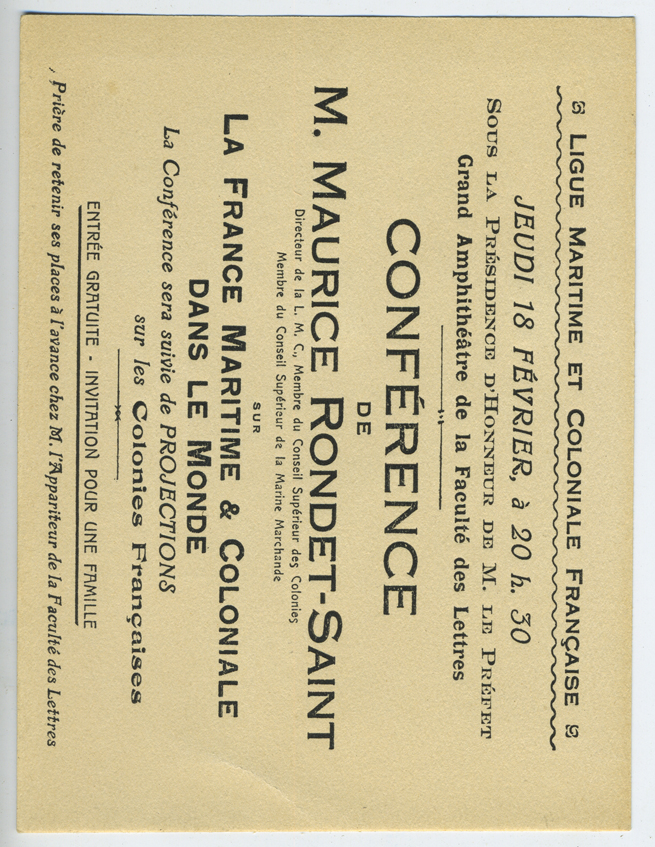 LIGUE MARITIME ET COLONIALE FRANÇAISE
JEUDI 18 FÉVRIER, à 20 h. 30
SOUS LA PRÉSIDENCE D'HONNEUR DE M. LE PRÉFET
Grand Amphithéâtre de la Faculté des Lettres
CONFÉRENCE
DE
M. MAURICE RONDET-SAINT
Directeur de la L. M. C., Membre du Conseil Supérieur des Colonies
Membre du Conseil Supérieur de la Marine Marchande
SUR
LA FRANCE MARITIME & COLONIALE
DANS LE MONDE
La Conférence sera suivie de PROJECTIONS
sur les Colonies Françaises
ENTRÉE GRATUITE - INVITATION POUR UNE FAMILLE
Prière de retenir ses places à l'avance chez M. l'Appariteur de la Faculté des Lettres